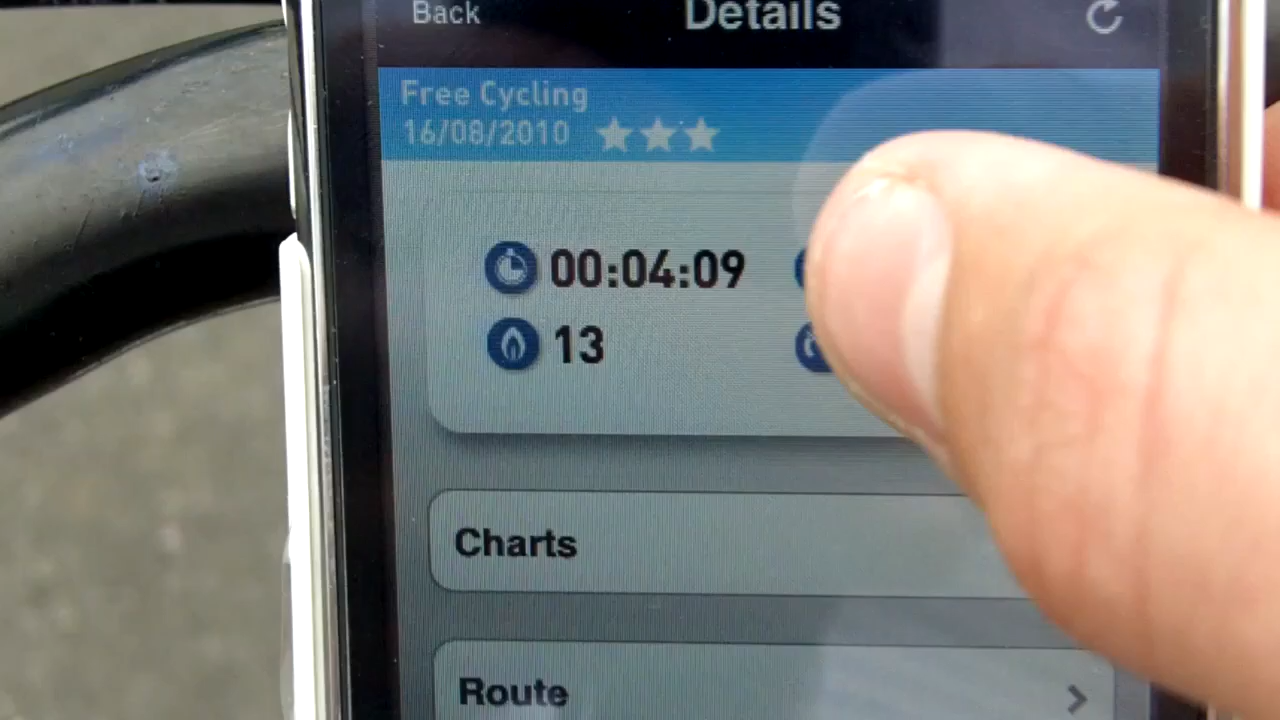 Back
Details
Free Cycling
16/08/2010
00:04:09
13
Charts
Route